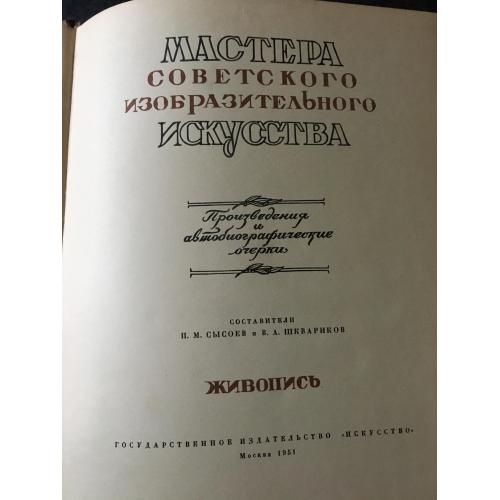 МАСТЕРА
СОВЕТСКОГО
ИЗОБРАЗИТЕЛЬНОГО
ИСКУССТВА
Произведения
и
автобиографические
очерки
СОСТАВИТЕЛИ
П. М. СЫСОЕВ и В. А. ШКВАРИКОВ
ЖИВОПИСЬ
ГОСУДАРСТВЕННОЕ ИЗДАТЕЛЬСТВО «ИСКУССТВО»
Москва 1951